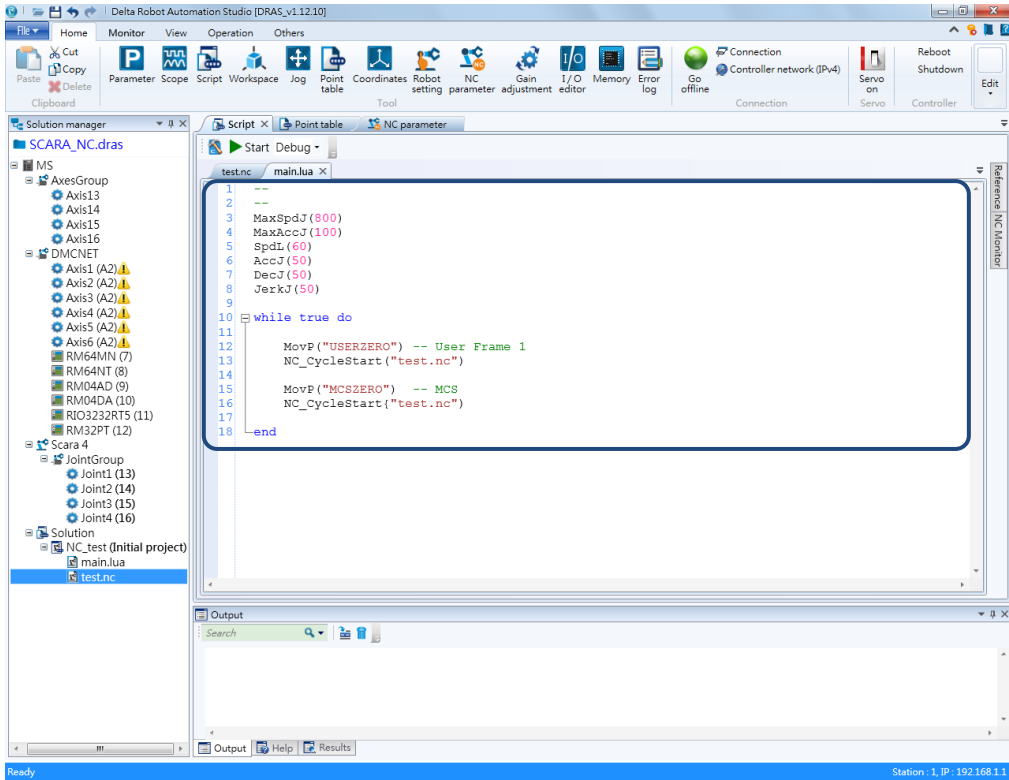 Delta Robot Automation Studio [DRAS_v1.12.10]
File Home Monitor View Operation Others
Paste
Cut
Copy
Delete
Clipboard
Parameter Scope Script Workspace Jog Point table Coordinates Robot setting NC parameter Gain adjustment I/O editor Memory Error log
Tool
Go offline
Connection
Controller network (IPv4)
Connection
Servo on
Servo
Reboot
Shutdown
Controller
Edit
Solution manager
SCARA_NC.dras
MS
AxesGroup
Axis13
Axis14
Axis15
Axis16
DMCNET
Axis1 (A2)
Axis2 (A2)
Axis3 (A2)
Axis4 (A2)
Axis5 (A2)
Axis6 (A2)
RM64MN (7)
RM64NT (8)
RM04AD (9)
RM04DA (10)
RIO3232RT5 (11)
RM32PT (12)
Scara 4
JointGroup
Joint1 (13)
Joint2 (14)
Joint3 (15)
Joint4 (16)
Solution
NC_test (Initial project)
main.lua
test.nc
Script Point table NC parameter
Start Debug
test.nc main.lua
1 --
2 --
3 MaxSpdJ(800)
4 MaxAccJ(100)
5 SpdL(60)
6 AccJ(50)
7 DecJ(50)
8 JerkJ(50)
9
10 while true do
11
12 MovP("USERZERO") -- User Frame 1
13 NC_CycleStart("test.nc")
14
15 MovP("MCSZERO") -- MCS
16 NC_CycleStart{"test.nc")
17
18 end
Reference
NC Monitor
Output
Search
Output Help Results
Ready
Station : 1, IP : 192.168.1.1